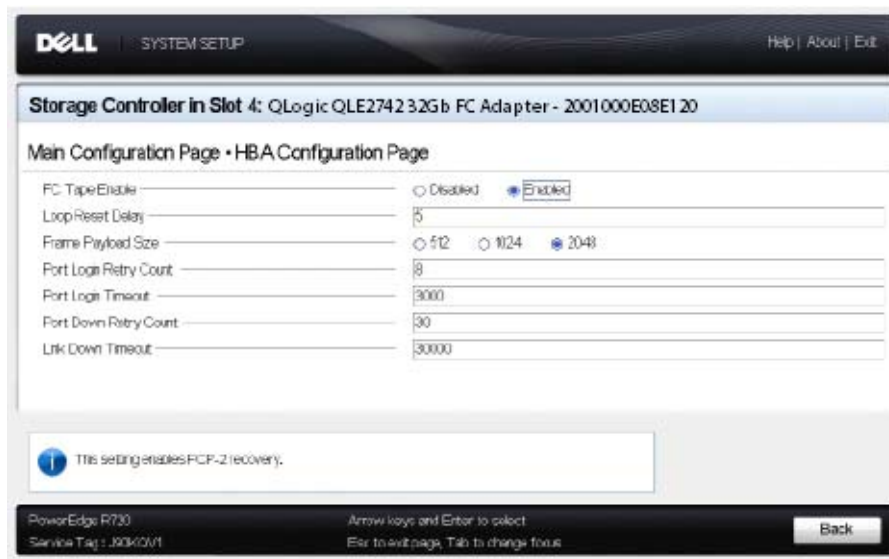 DELL SYSTEM SETUP Help | About | Exit
Storage Controller in Slot 4: QLogic QLE2742 32Gb FC Adapter - 2001000E08E120
Main Configuration Page • HBA Configuration Page
FC Tape Enable Disabled Enabled
Loop Reset Delay 5
Frame Payload Size 512 1024 2048
Port Login Retry Count 8
Port Login Timeout 3000
Port Down Retry Count 30
Link Down Timeout 30000
This setting enables FCP-2 recovery.
PowerEdge R730 Arrow keys and Enter to select
Service Tag : Esc to exit page, Tab to change focus
Back